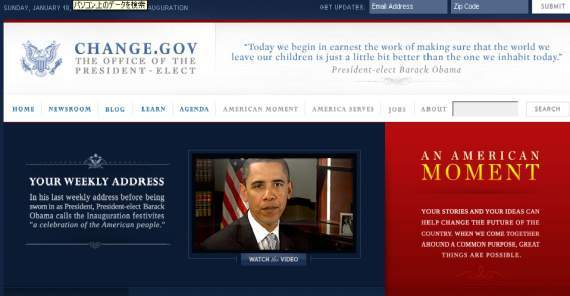 SUNDAY, JANUARY 18,
パソコン上のデータを検索
AUGURATION
GET UPDATES:
Email Address
Zip Code
SUBMIT
CHANGE.GOV
THE OFFICE OF THE
PRESIDENT-ELECT
“Today we begin in earnest the work of making sure that the world we
leave our children is just a little bit better than the one we inhabit today.”
President-elect Barack Obama
HOME NEWSROOM BLOG LEARN AGENDA AMERICAN MOMENT AMERICA SERVES JOBS ABOUT SEARCH
YOUR WEEKLY ADDRESS
In his last weekly address before being
sworn in as President, President-elect Barack
Obama calls the Inauguration festivites
"a celebration of the American people."
WATCH the VIDEO
AN AMERICAN
MOMENT
YOUR STORIES AND YOUR IDEAS CAN
HELP CHANGE THE FUTURE OF THE
COUNTRY. WHEN WE COME TOGETHER
AROUND A COMMON PURPOSE, GREAT
THINGS ARE POSSIBLE.